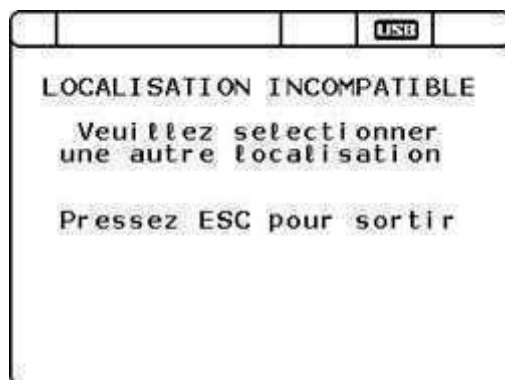 USB
LOCALISATION INCOMPATIBLE
Veuillez selectionner
une autre localisation
Pressez ESC pour sortir